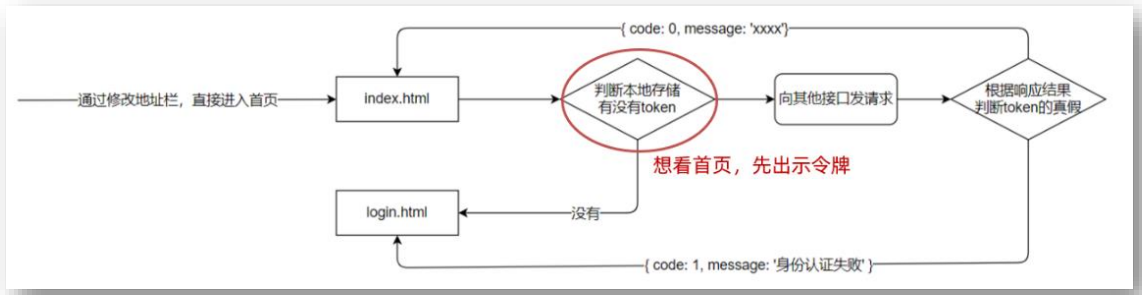 { code: 0, message: 'xxxx'}
通过修改地址栏，直接进入首页
index.html
判断本地存储
有没有token
向其他接口发请求
根据响应结果
判断token的真假
想看首页，先出示令牌
login.html
没有
{ code: 1, message: '身份认证失败' }